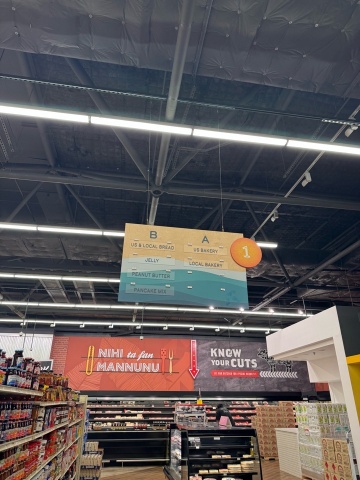 B
A
1
US & LOCAL BREAD
US BAKERY
JELLY
LOCAL BAKERY
PEANUT BUTTER
PANCAKE MIX
NIHI ta fan
MANNUNU
KNOW
YOUR CUTS